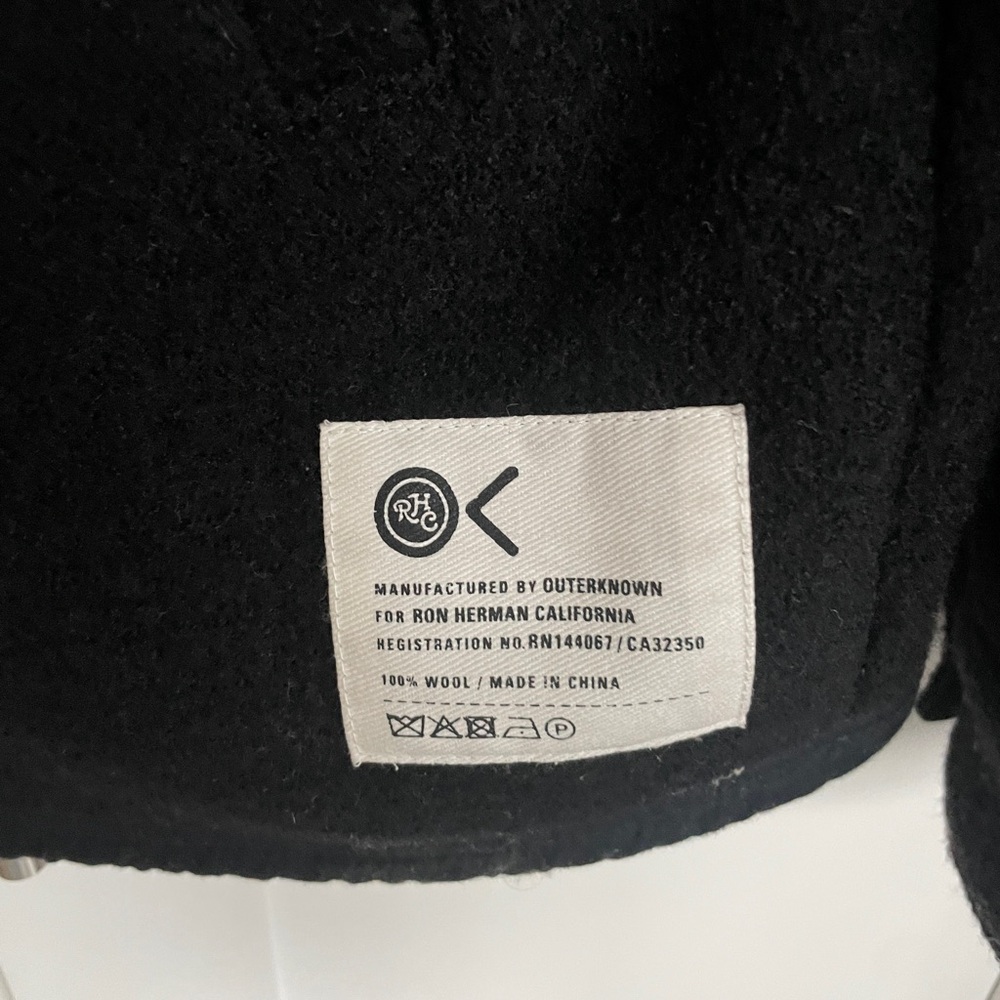 RHC
MANUFACTURED BY OUTERKNOWN
FOR RON HERMAN CALIFORNIA
REGISTRATION NO.RN144067/CA32350
100% WOOL / MADE IN CHINA
P